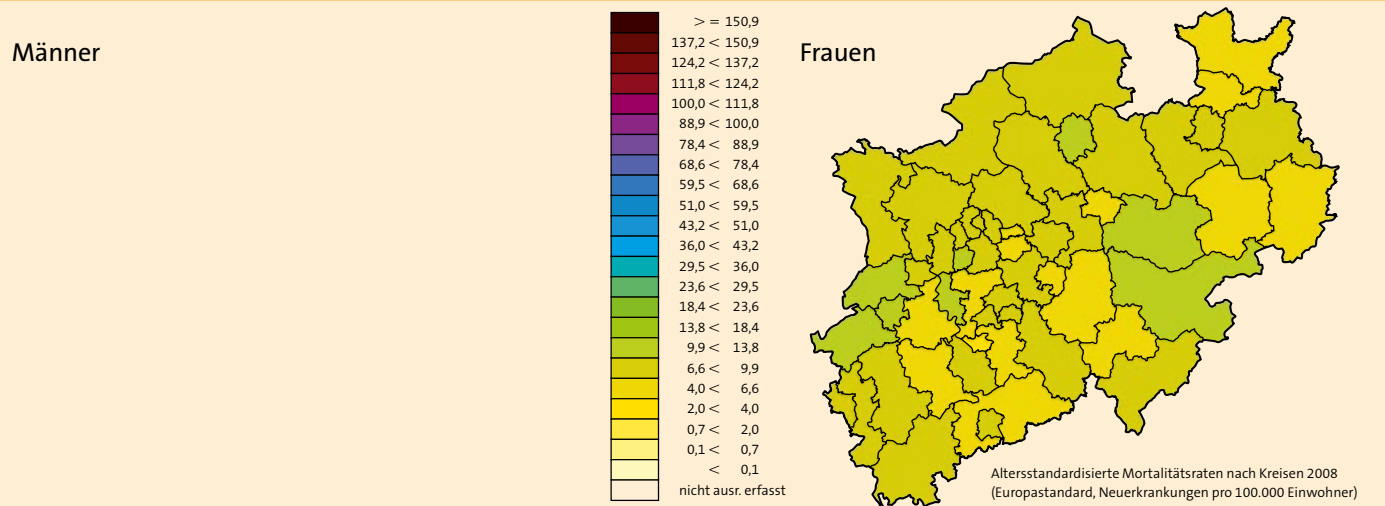 Männer
> = 150,9
137,2 < 150,9
124,2 < 137,2
111,8 < 124,2
100,0 < 111,8
88,9 < 100,0
78,4 < 88,9
68,6 < 78,4
59,5 < 68,6
51,0 < 59,5
43,2 < 51,0
36,0 < 43,2
29,5 < 36,0
23,6 < 29,5
18,4 < 23,6
13,8 < 18,4
9,9 < 13,8
6,6 < 9,9
4,0 < 6,6
2,0 < 4,0
0,7 < 2,0
0,1 < 0,7
< 0,1
nicht ausr. erfasst
Frauen
Altersstandardisierte Mortalitätsraten nach Kreisen 2008
(Europastandard, Neuerkrankungen pro 100.000 Einwohner)